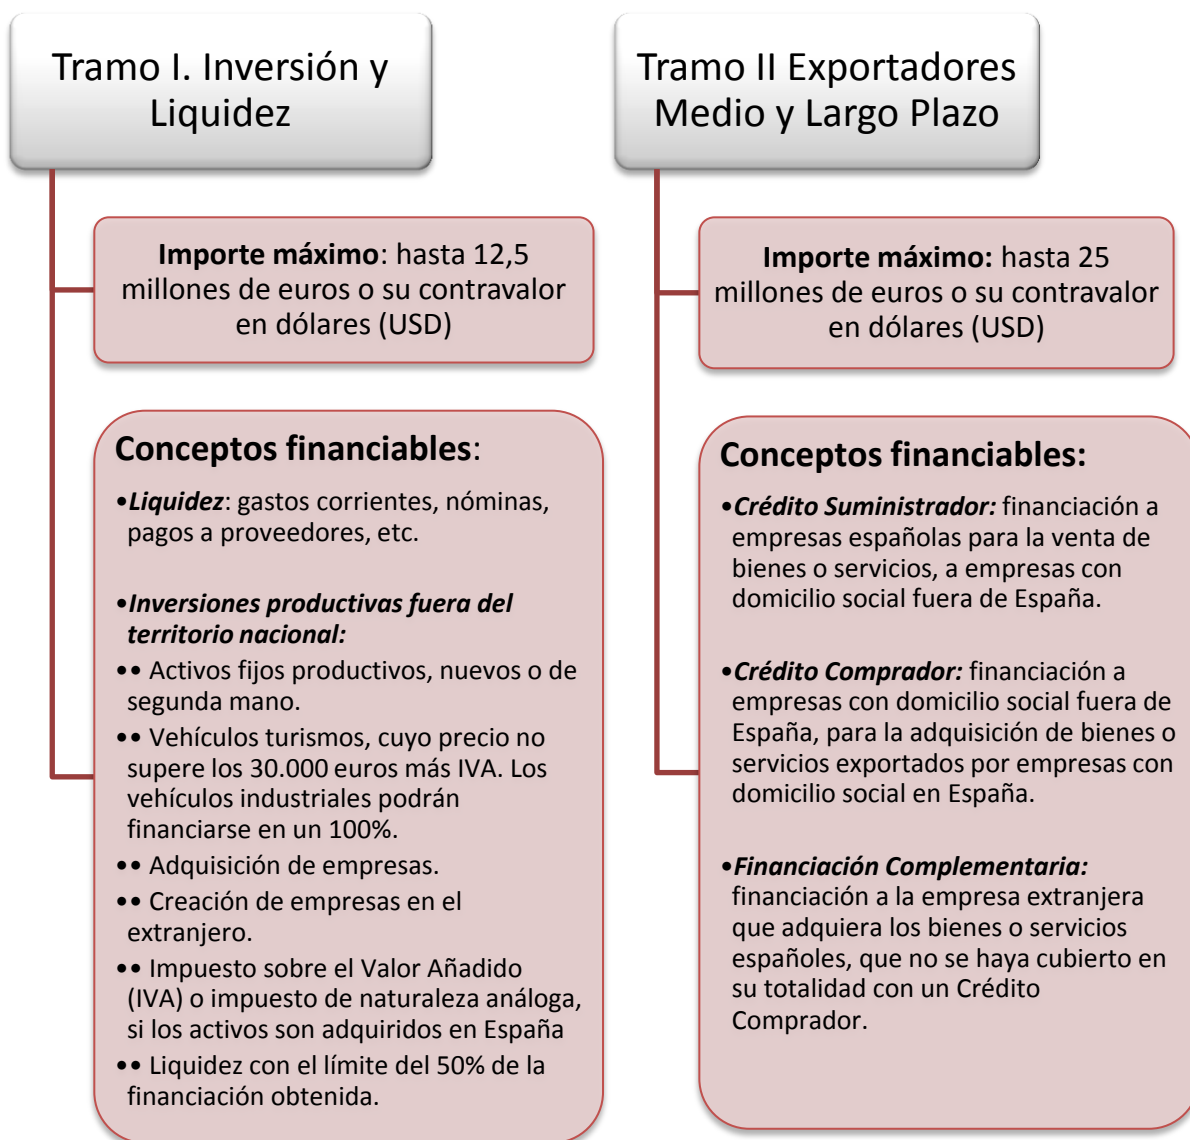 Tramo I. Inversión y
Liquidez
Importe máximo: hasta 12,5
millones de euros o su contravalor
en dólares (USD)
Conceptos financiables:
•Liquidez: gastos corrientes, nóminas,
pagos a proveedores, etc.
•Inversiones productivas fuera del
territorio nacional:
•• Activos fijos productivos, nuevos o de
segunda mano.
•• Vehículos turismos, cuyo precio no
supere los 30.000 euros más IVA. Los
vehículos industriales podrán
financiarse en un 100%.
•• Adquisición de empresas.
•• Creación de empresas en el
extranjero.
•• Impuesto sobre el Valor Añadido
(IVA) o impuesto de naturaleza análoga,
si los activos son adquiridos en España
•• Liquidez con el límite del 50% de la
financiación obtenida.
Tramo II Exportadores
Medio y Largo Plazo
Importe máximo: hasta 25
millones de euros o su contravalor
en dólares (USD)
Conceptos financiables:
•Crédito Suministrador: financiación a
empresas españolas para la venta de
bienes o servicios, a empresas con
domicilio social fuera de España.
•Crédito Comprador: financiación a
empresas con domicilio social fuera de
España, para la adquisición de bienes o
servicios exportados por empresas con
domicilio social en España.
•Financiación Complementaria:
financiación a la empresa extranjera
que adquiera los bienes o servicios
españoles, que no se haya cubierto en
su totalidad con un Crédito
Comprador.